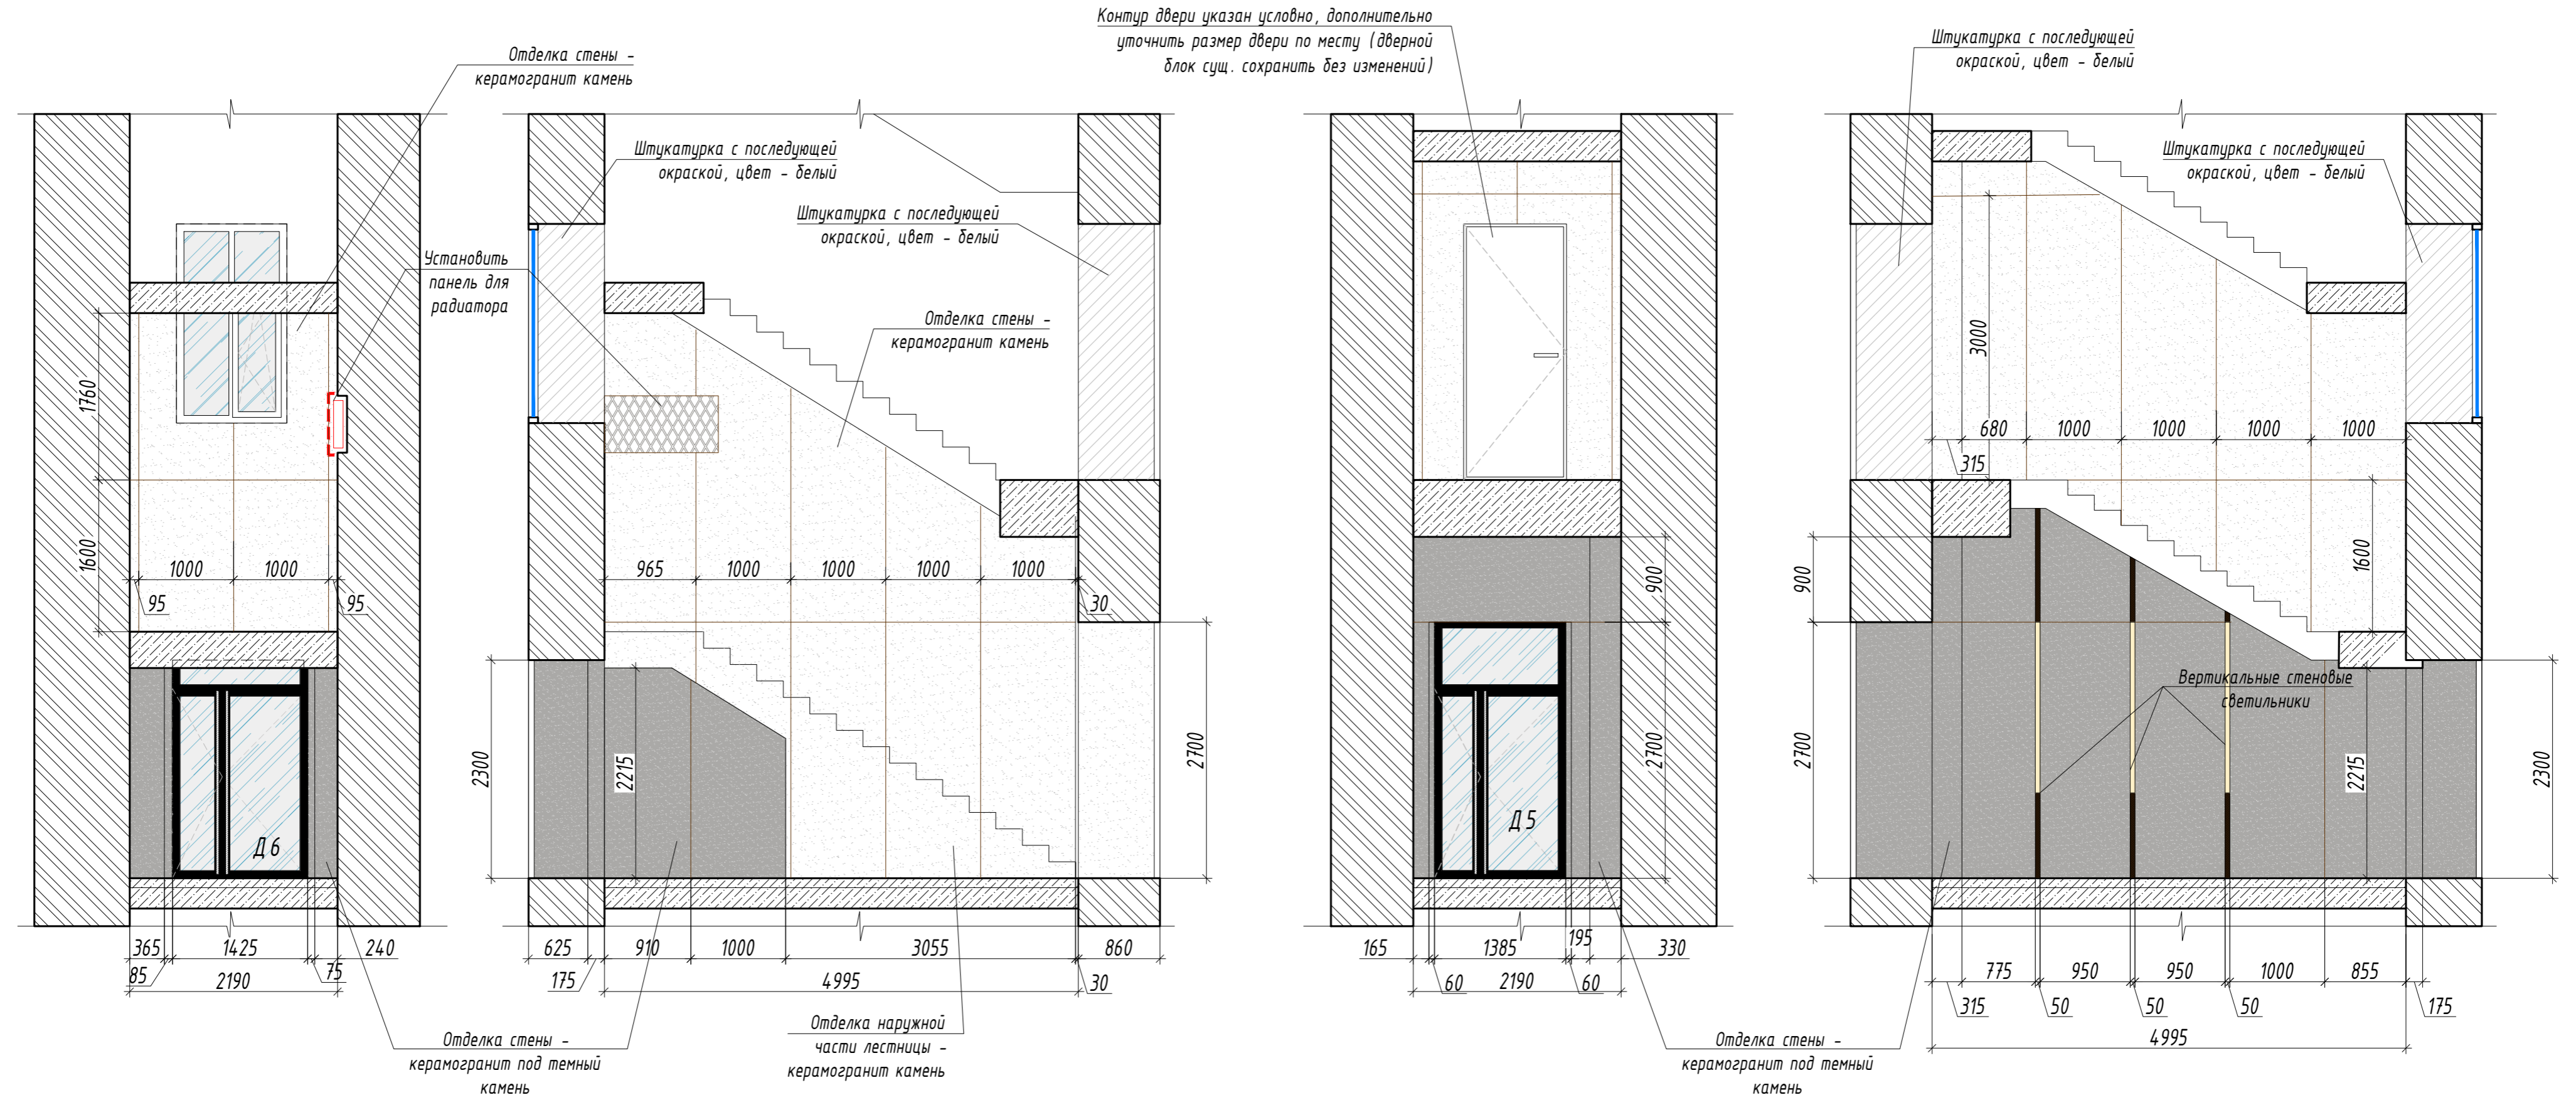 Отделка стены -
керамогранит камень
Установить
панель для
радиатора
1760
1600
1000
1000
95
95
Д 6
365
1425
240
85
75
2190
Штукатурка с последующей
окраской, цвет - белый
Штукатурка с последующей
окраской, цвет - белый
Отделка стены -
керамогранит камень
965
1000
1000
1000
1000
30
2300
2215
2700
625
910
1000
3055
860
175
4995
30
Отделка стены -
керамогранит под темный
камень
Отделка наружной
части лестницы -
керамогранит камень
Контур двери указан условно, дополнительно
уточнить размер двери по месту (дверной
блок сущ. сохранить без изменений)
900
2700
Д 5
165
1385
195
330
60
2190
60
Отделка стены -
керамогранит под темный
камень
Штукатурка с последующей
окраской, цвет - белый
Штукатурка с последующей
окраской, цвет - белый
3000
680
1000
1000
1000
1000
315
1600
900
2700
Вертикальные стеновые
светильники
2215
2300
775
950
950
1000
855
315
50
50
50
175
4995